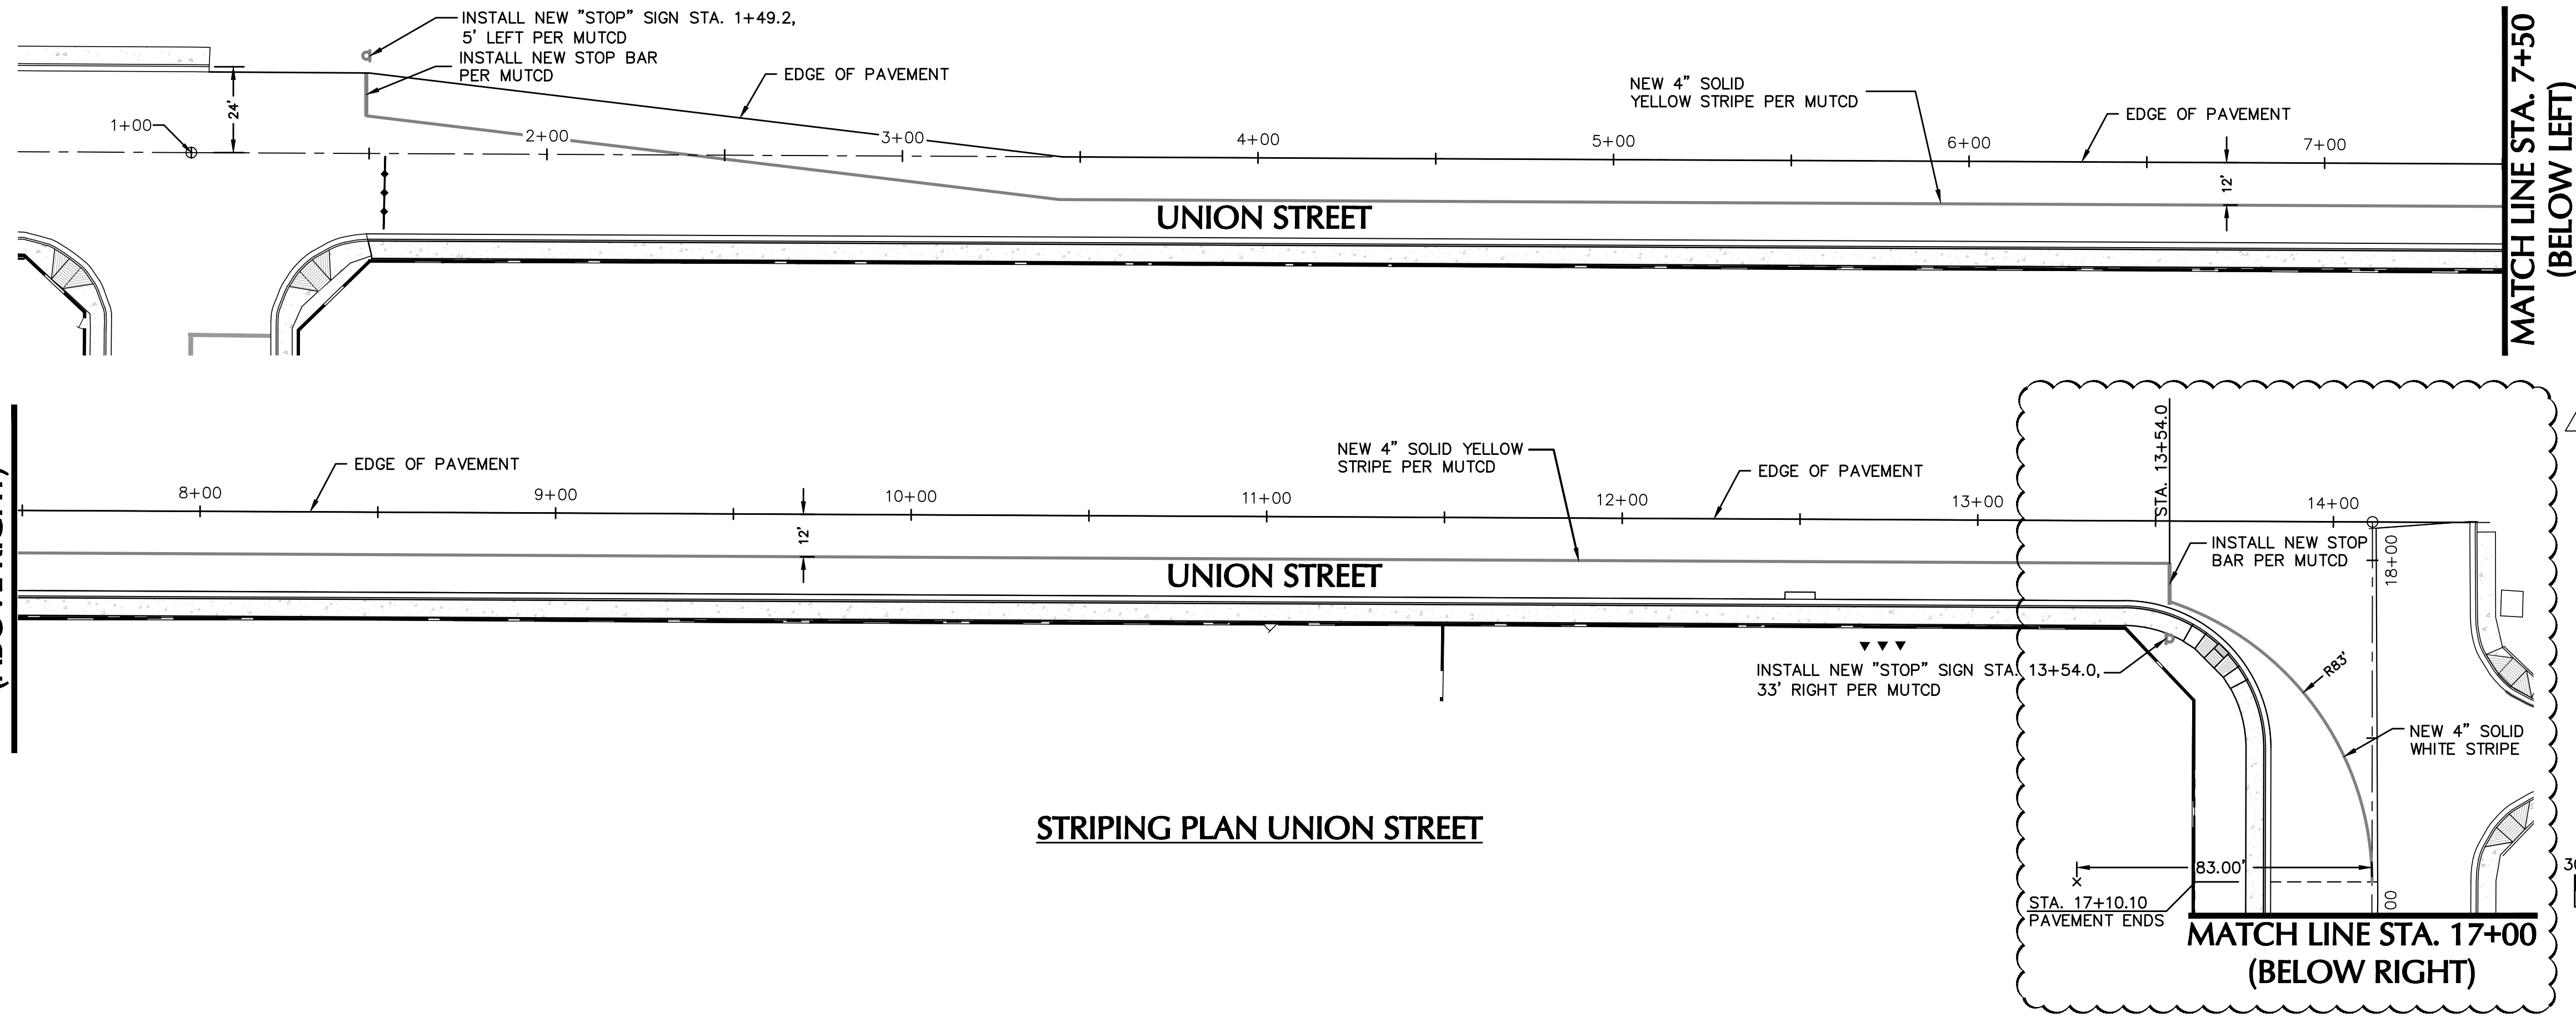 INSTALL NEW "STOP" SIGN STA. 1+49.2,
5' LEFT PER MUTCD
INSTALL NEW STOP BAR
PER MUTCD
EDGE OF PAVEMENT
NEW 4" SOLID
YELLOW STRIPE PER MUTCD
EDGE OF PAVEMENT
24'
1+00
2+00
3+00
4+00
5+00
6+00
7+00
12'
UNION STREET
MATCH LINE STA. 7+50
(BELOW LEFT)
EDGE OF PAVEMENT
NEW 4" SOLID YELLOW
STRIPE PER MUTCD
EDGE OF PAVEMENT
STA. 13+54.0
8+00
9+00
10+00
11+00
12+00
13+00
14+00
12'
UNION STREET
INSTALL NEW STOP
BAR PER MUTCD
18+00
INSTALL NEW "STOP" SIGN STA. 13+54.0,
33' RIGHT PER MUTCD
R83'
NEW 4" SOLID
WHITE STRIPE
STRIPING PLAN UNION STREET
83.00'
STA. 17+10.10
PAVEMENT ENDS
00
MATCH LINE STA. 17+00
(BELOW RIGHT)